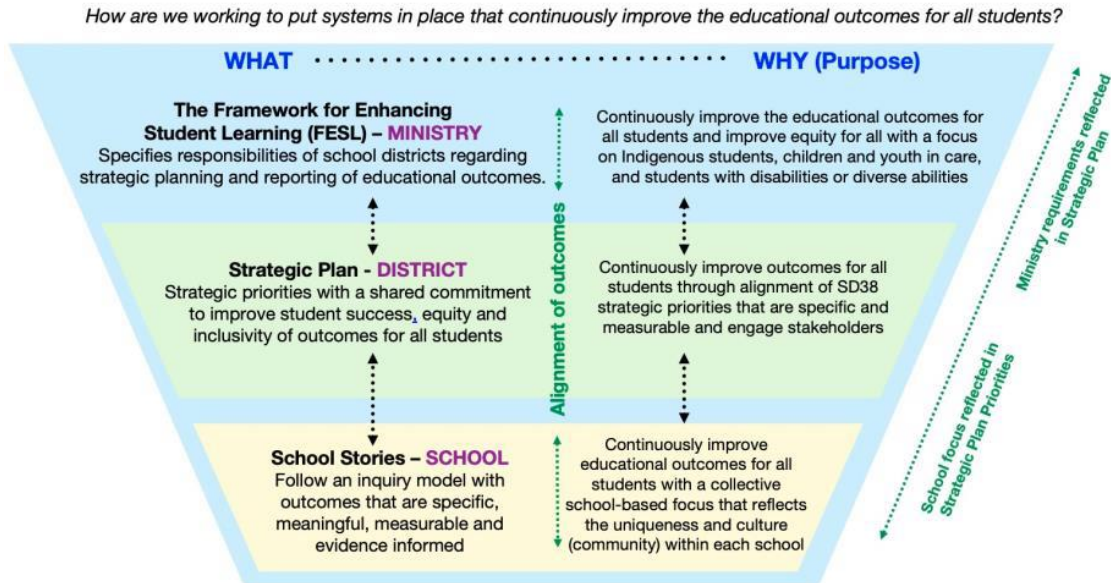 How are we working to put systems in place that continuously improve the educational outcomes for all students?
WHAT
WHY (Purpose)
The Framework for Enhancing
Student Learning (FESL) – MINISTRY
Specifies responsibilities of school districts regarding
strategic planning and reporting of educational outcomes.
Continuously improve the educational outcomes for
all students and improve equity for all with a focus
on Indigenous students, children and youth in care,
and students with disabilities or diverse abilities
Strategic Plan - DISTRICT
Strategic priorities with a shared commitment
to improve student success, equity and
inclusivity of outcomes for all students
Continuously improve outcomes for all
students through alignment of SD38
strategic priorities that are specific and
measurable and engage stakeholders
School Stories – SCHOOL
Follow an inquiry model with
outcomes that are specific,
meaningful, measurable and
evidence informed
Continuously improve
educational outcomes for all
students with a collective
school-based focus that reflects
the uniqueness and culture
(community) within each school
Alignment of outcomes
Ministry requirements reflected
in Strategic Plan
School focus reflected in
Strategic Plan Priorities